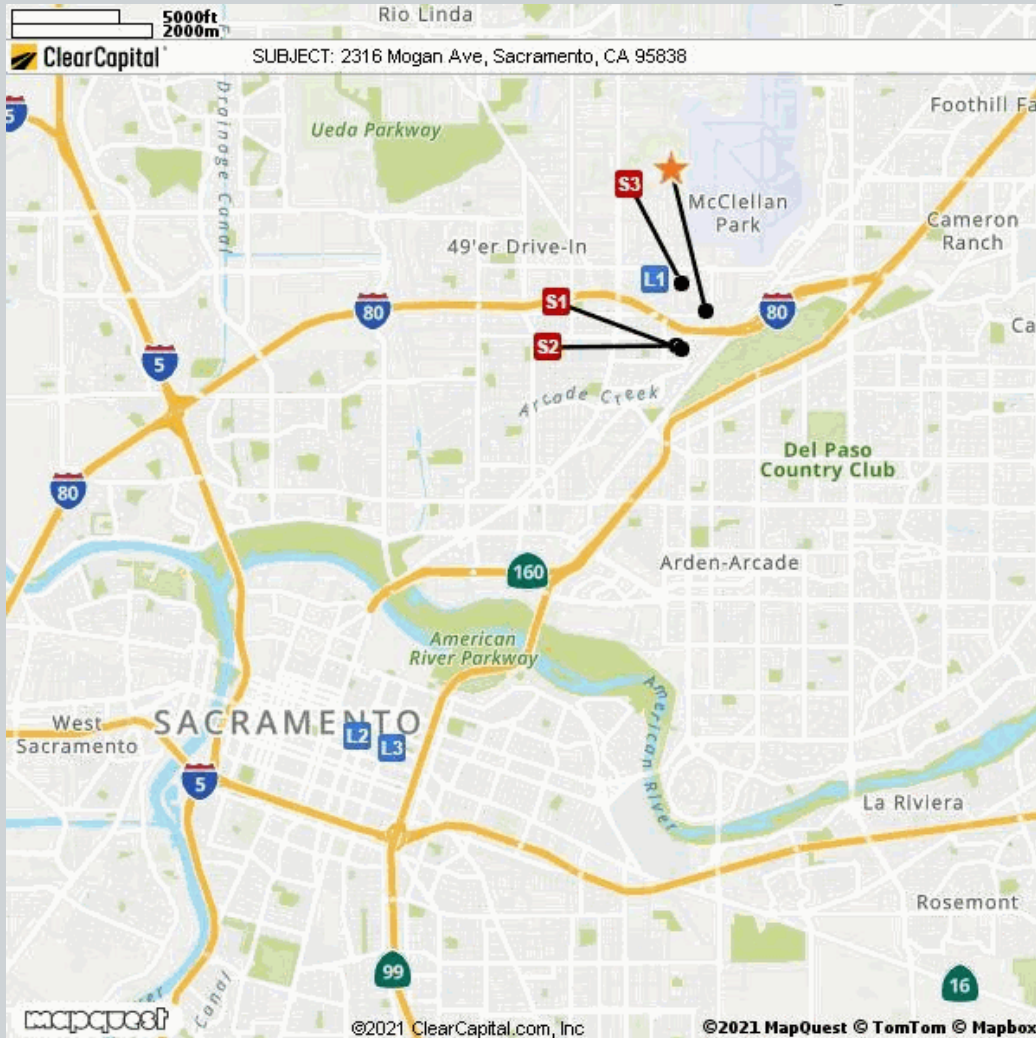 Rio Linda
5000ft
2000m
ClearCapital
SUBJECT: 2316 Mogan Ave, Sacramento, CA 95838
5
Drainage Canal
Ueda Parkway
Foothill Fa
S3
McClellan
Park
Cameron
Ranch
49'er Drive-In
L1
S1
80
80
Ca
S2
5
Arcade Creek
Del Paso
Country Club
80
160
Arden-Arcade
American
River Parkway
American River
West
Sacramento
SACRAMENTO
L2
L3
5
La Riviera
Rosemont
99
16
Canal
mapquest
©2021 ClearCapital.com, Inc
©2021 MapQuest © TomTom © Mapbox